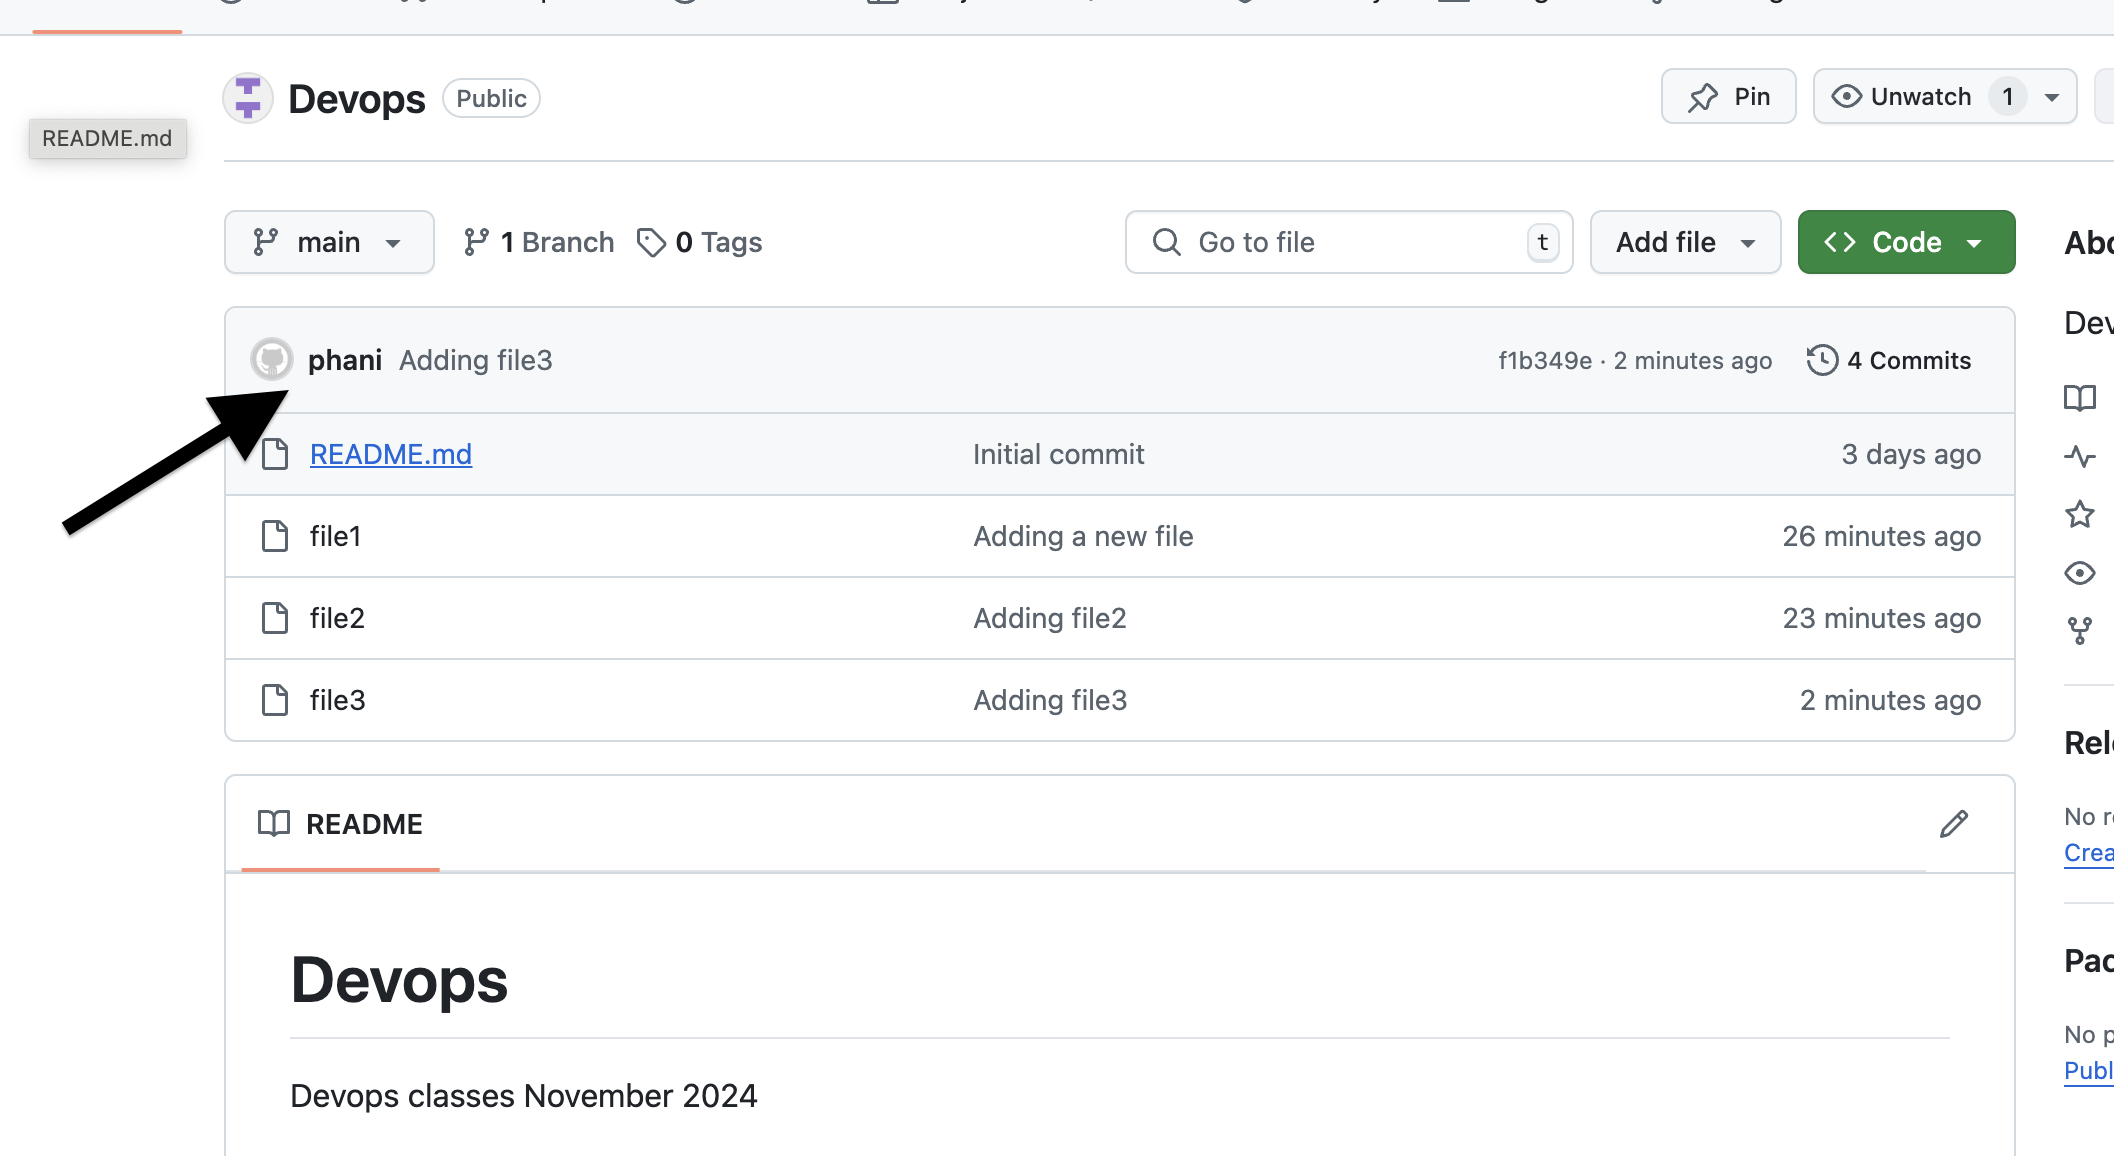 Devops Public
Pin
Unwatch 1
README.md
main
1 Branch
0 Tags
Go to file t
Add file
Code
phani Adding file3
f1b349e · 2 minutes ago
4 Commits
README.md Initial commit 3 days ago
file1 Adding a new file 26 minutes ago
file2 Adding file2 23 minutes ago
file3 Adding file3 2 minutes ago
README
Devops
Devops classes November 2024
No